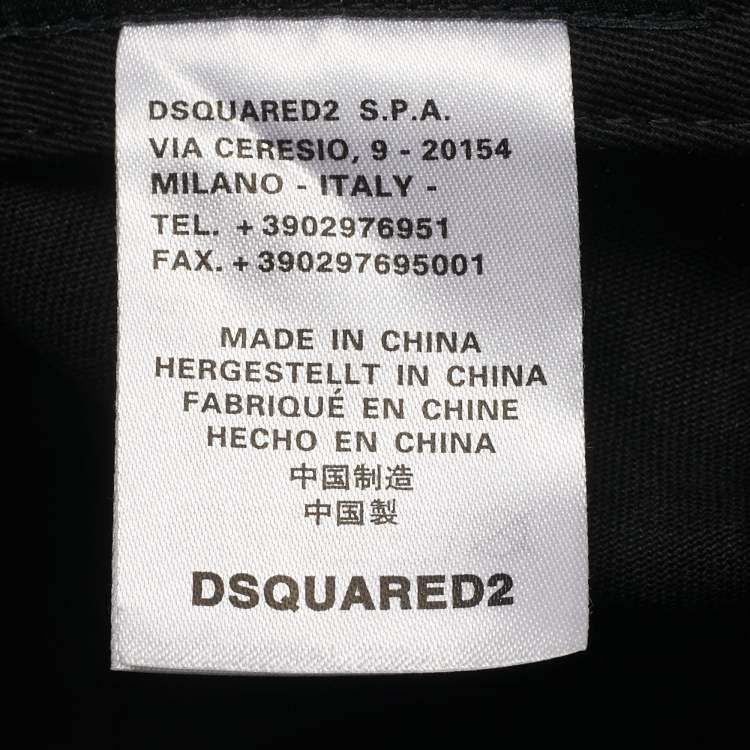 DSQUARED2 S.P.A.
VIA CERESIO, 9 - 20154
MILANO - ITALY -
TEL. +3902976951
FAX. +390297695001
MADE IN CHINA
HERGESTELLT IN CHINA
FABRIQUÉ EN CHINE
HECHO EN CHINA
中国制造
中国製
DSQUARED2